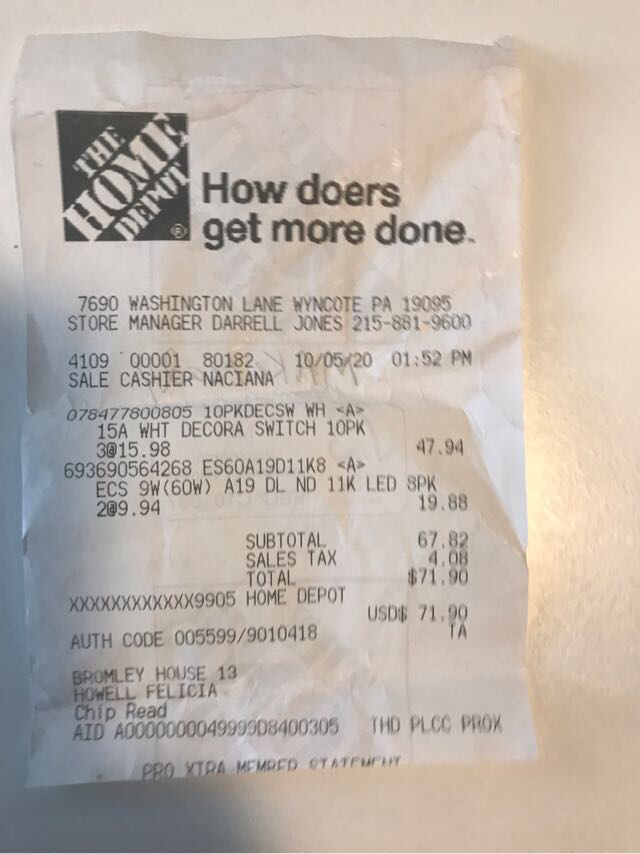 THE
HOME
DEPOT®
How doers
get more done.
7690 WASHINGTON LANE WYNCOTE PA 19095
STORE MANAGER DARRELL JONES 215-881-9600
4109 00001 80182 10/05/20 01:52 PM
SALE CASHIER NACIANA
078477800805 10PKDECSW WH <A>
15A WHT DECORA SWITCH 10PK
3@15.98 47.94
693690564268 ES60A19D11K8 <A>
ECS 9W(60W) A19 DL ND 11K LED 8PK
2@9.94 19.88
SUBTOTAL 67.82
SALES TAX 4.08
TOTAL $71.90
XXXXXXXXXXXX9905 HOME DEPOT
USD$ 71.90
AUTH CODE 005599/9010418 TA
BROMLEY HOUSE 13
HOWELL FELICIA
Chip Read
AID A0000000049999D8400305 THD PLCC PROX
PRO XTRA MEMBER STATEMENT